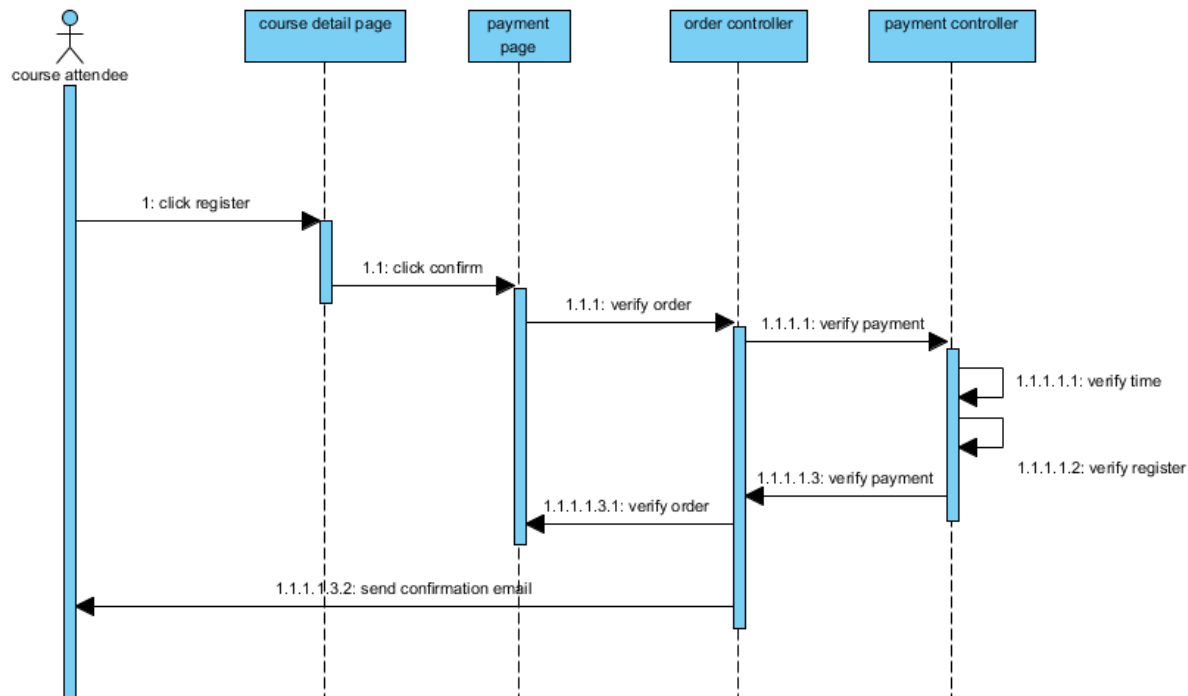 course attendee
course detail page
payment
page
order controller
payment controller
1: click register
1.1: click confirm
1.1.1: verify order
1.1.1.1: verify payment
1.1.1.1.1: verify time
1.1.1.1.2: verify register
1.1.1.1.3: verify payment
1.1.1.1.3.1: verify order
1.1.1.1.3.2: send confirmation email